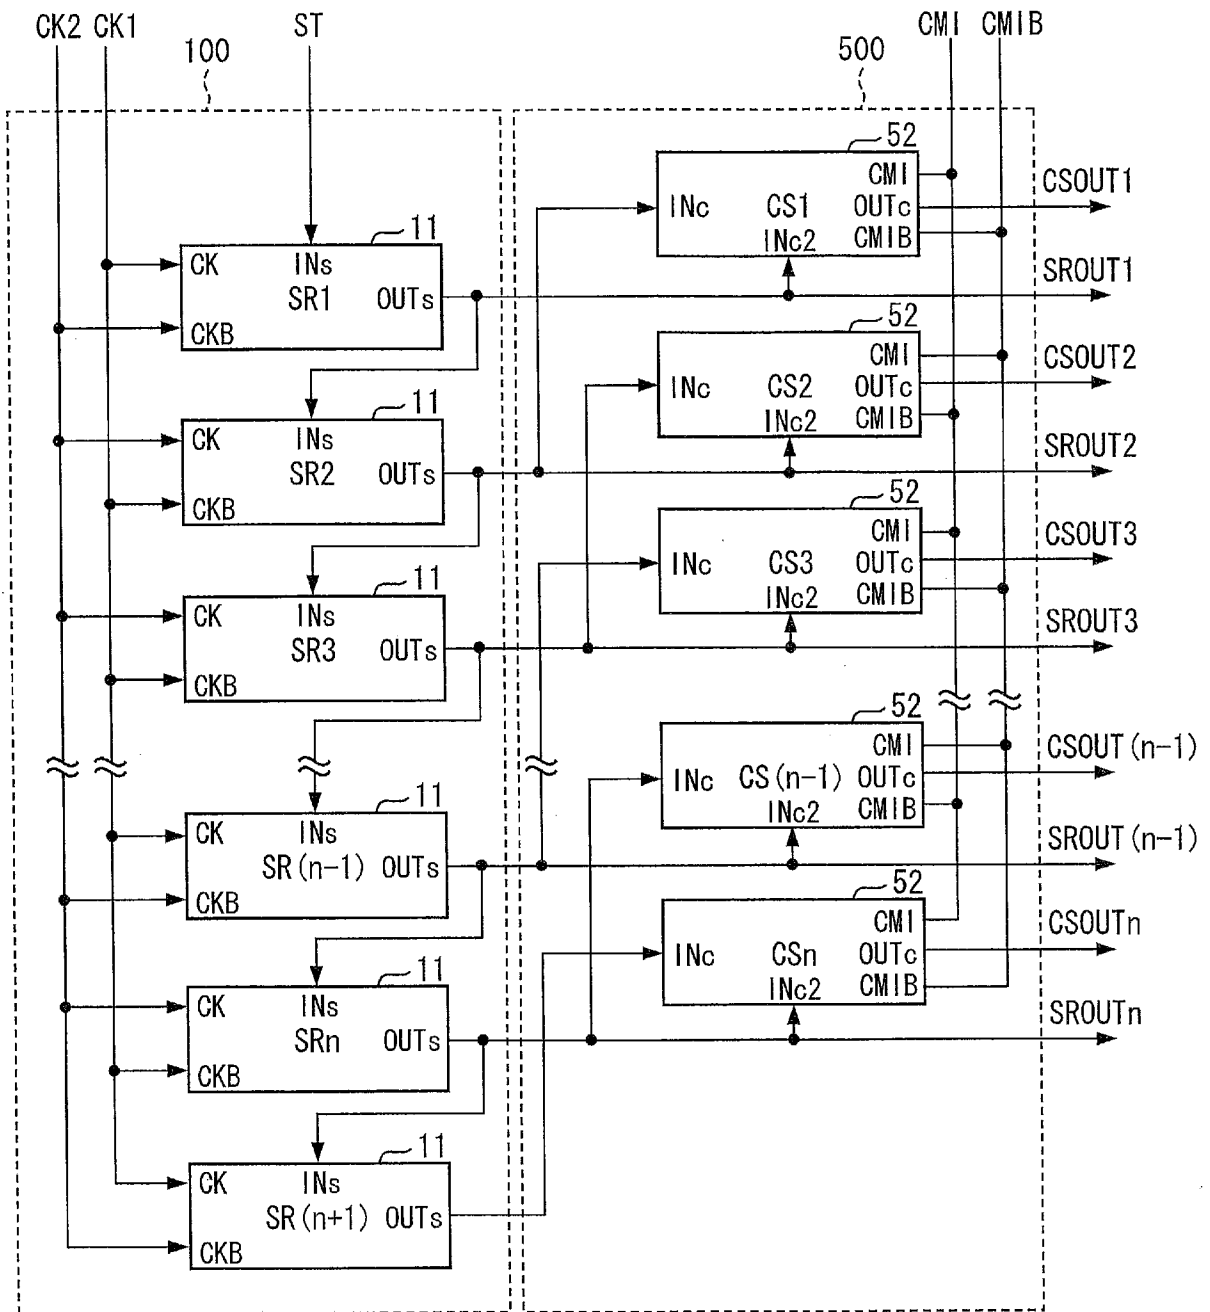 CK2 CK1 ST CMI CMIB
100 500
52
CMI
INc CS1 OUTc CSOUT1
INc2 CMIB
11
CK INs
SR1 OUTs SROUT1
CKB
52
CMI
INc CS2 OUTc CSOUT2
INc2 CMIB
11
CK INs
SR2 OUTs SROUT2
CKB
52
CMI
INc CS3 OUTc CSOUT3
INc2 CMIB
11
CK INs
SR3 OUTs SROUT3
CKB
52
CMI
INc CS(n-1) OUTc CSOUT(n-1)
INc2 CMIB
11
CK INs
SR(n-1) OUTs SROUT(n-1)
CKB
52
CMI
INc CSn OUTc CSOUTn
INc2 CMIB
11
CK INs
SRn OUTs SROUTn
CKB
11
CK INs
SR(n+1) OUTs
CKB